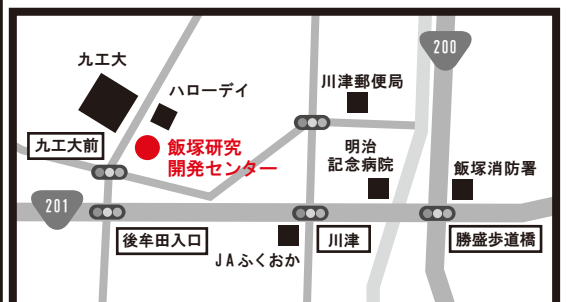 200
九工大
ハローデイ
川津郵便局
九工大前
飯塚研究
開発センター
明治
記念病院
飯塚消防署
201
後牟田入口
川津
勝盛歩道橋
JAふくおか